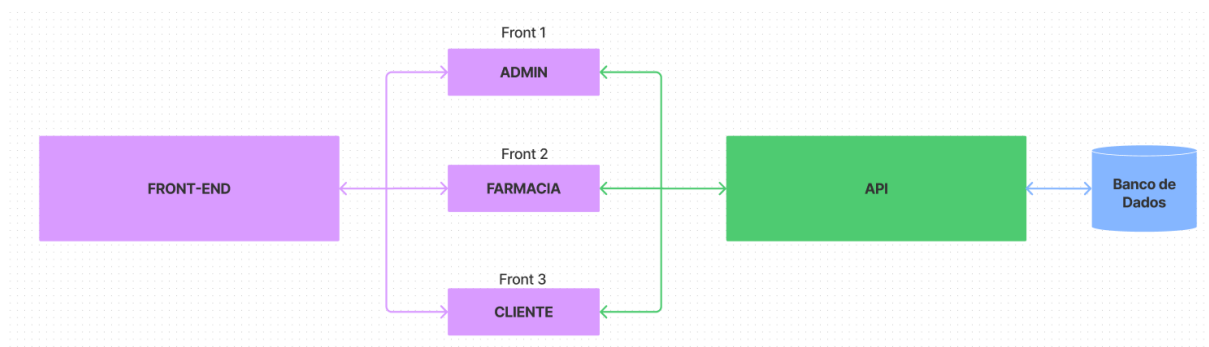 Front 1
ADMIN
FRONT-END
Front 2
FARMACIA
API
Banco de
Dados
Front 3
CLIENTE